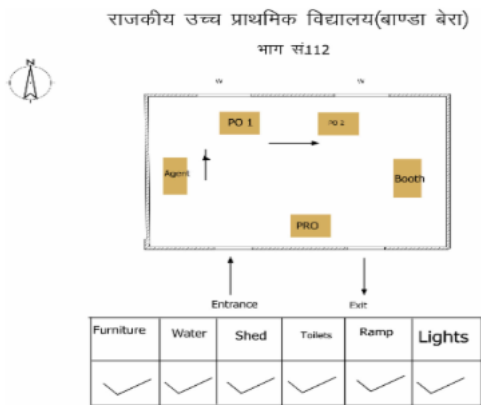 राजकीय उच्च प्राथमिक विद्यालय(बाण्डा बेरा)
भाग सं112
N
W W
PO 1 PO 2
Agent Booth
PRO
Entrance Exit
Furniture Water Shed Toilets Ramp Lights